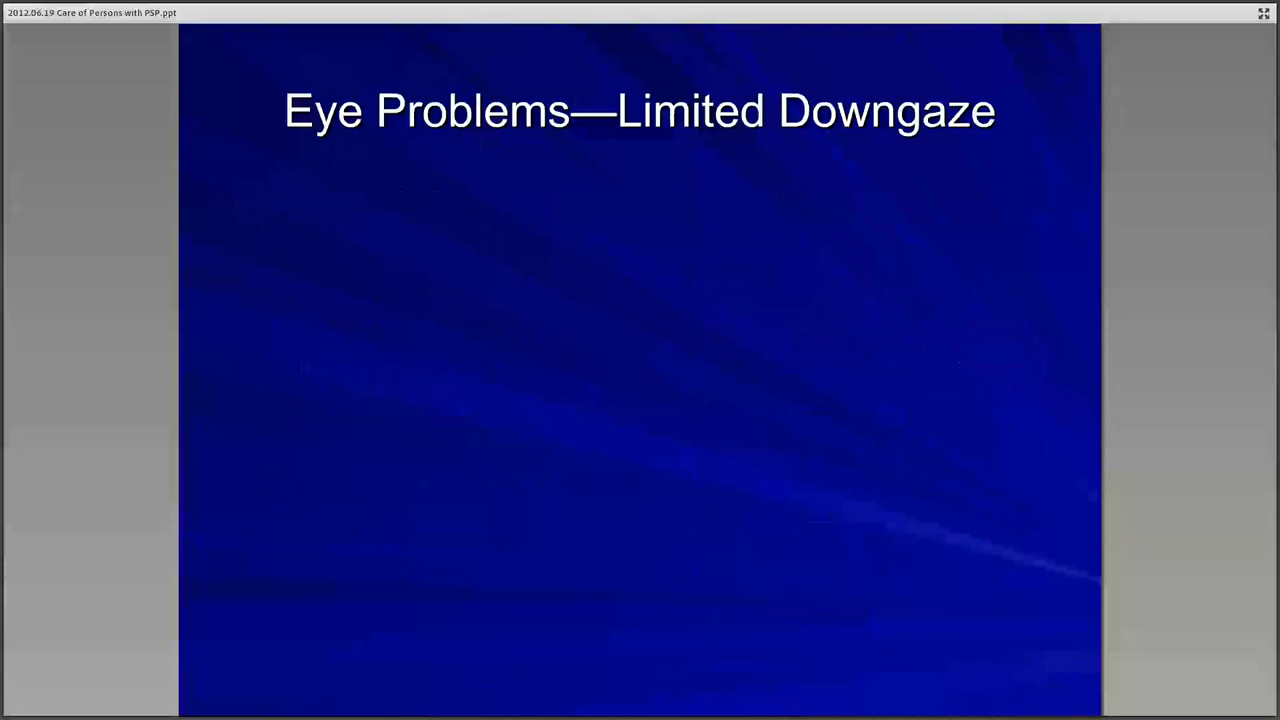 2012.06.19 Care of Persons with PSP.ppt
Eye Problems—Limited Downgaze